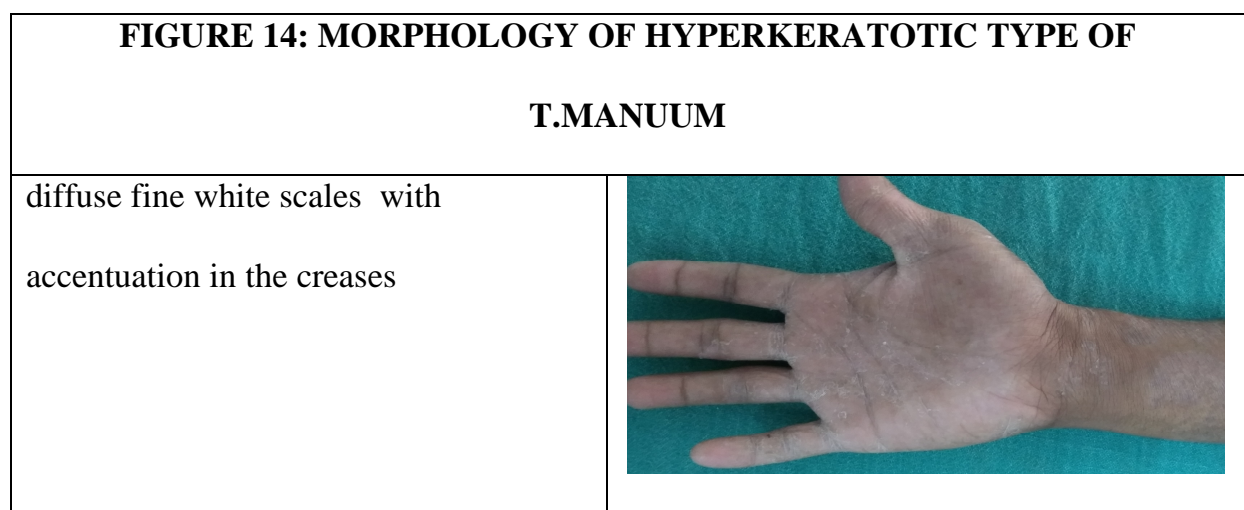 FIGURE 14: MORPHOLOGY OF HYPERKERATOTIC TYPE OF
T.MANUUM
diffuse fine white scales with
accentuation in the creases